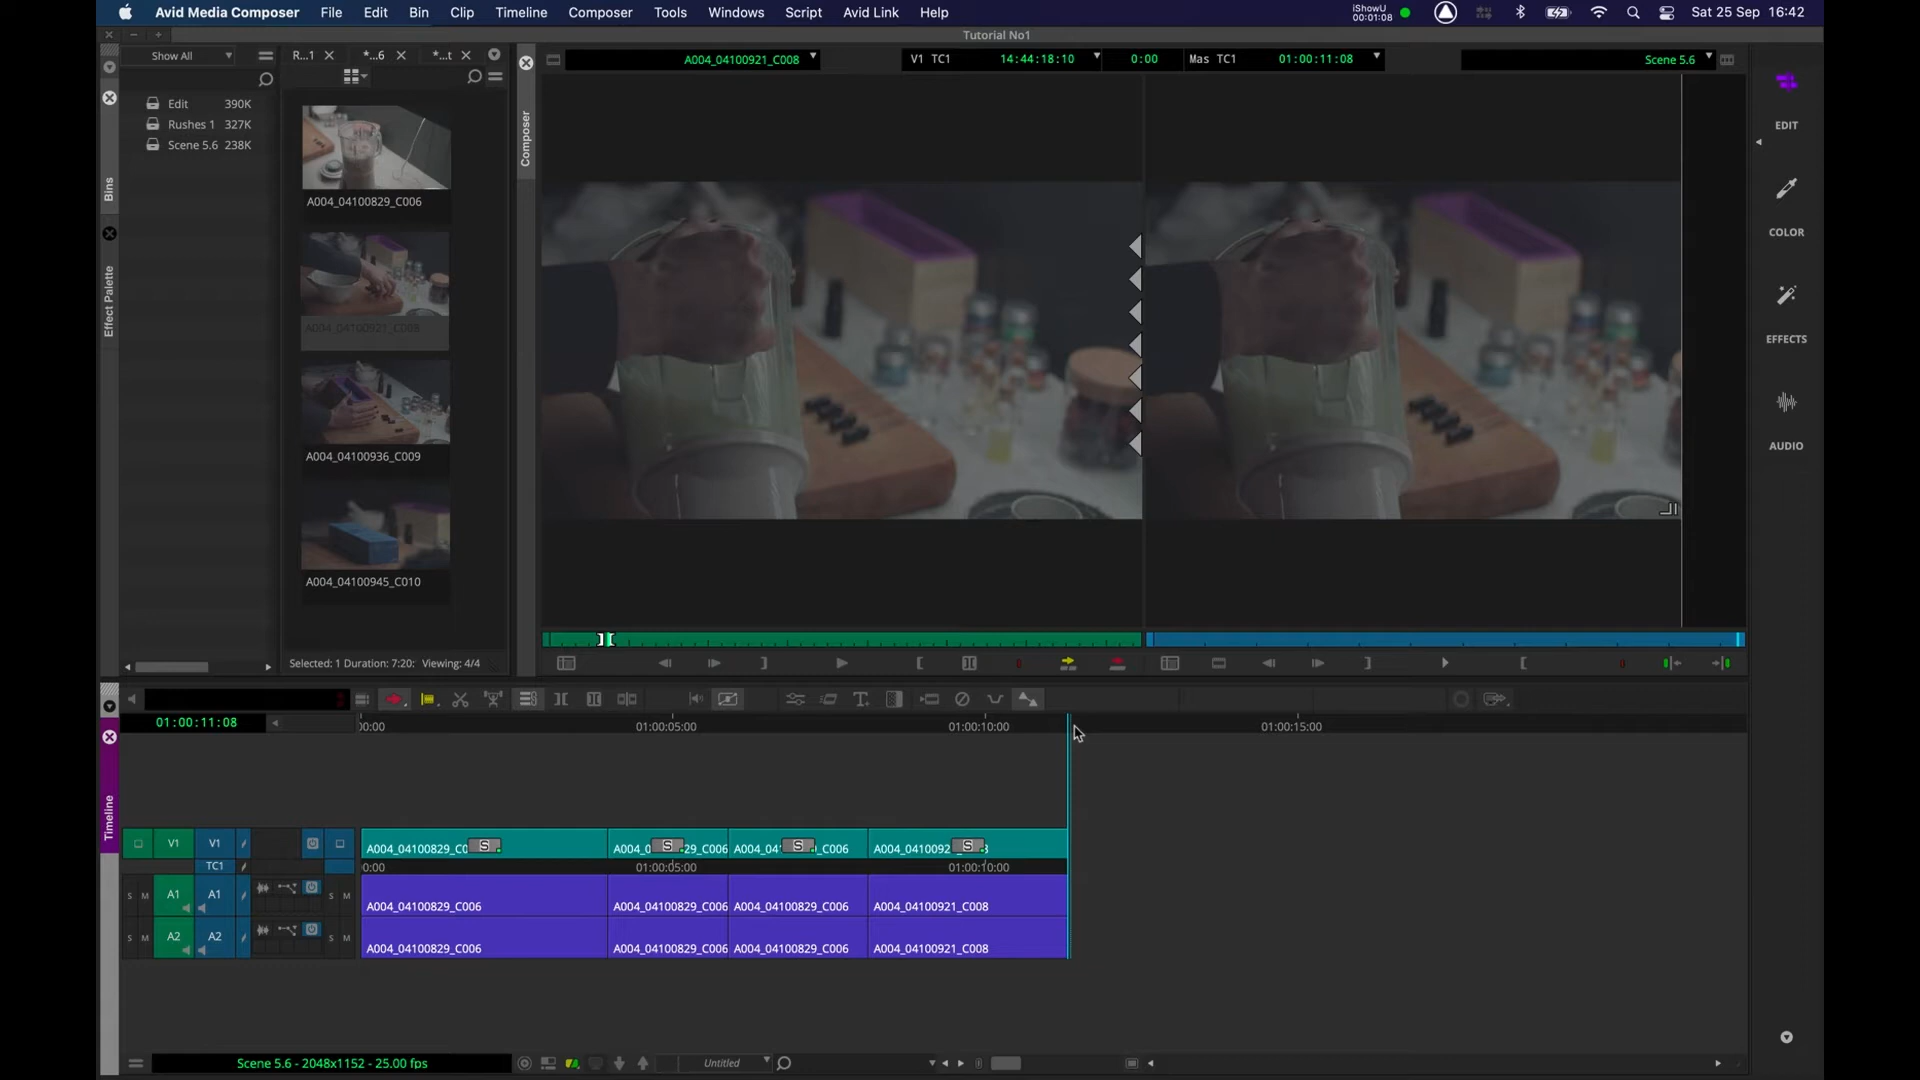 Avid Media Composer File Edit Bin Clip Timeline Composer Tools Windows Script Avid Link Help iShowU 00:01:08 Sat 25 Sep 16:42
Tutorial No1
Show All R...1 *...6 *...t A004_04100921_C008 V1 TC1 14:44:18:10 0:00 Mas TC1 01:00:11:08 Scene 5.6
Edit 390K
Rushes 1 327K
Scene 5.6 238K
Bins
Effect Palette
Composer
A004_04100829_C006
A004_04100921_C008
A004_04100936_C009
A004_04100945_C010
EDIT
COLOR
EFFECTS
AUDIO
Selected: 1 Duration: 7:20: Viewing: 4/4
01:00:11:08 0:00 01:00:05:00 01:00:10:00 01:00:15:00
Timeline
V1 V1 A004_04100829_C0 S A004_0 S 29_C006 A004_04 S _C006 A004_0410092 S 8
TC1 0:00 01:00:05:00 01:00:10:00
S M A1 A1 S M A004_04100829_C006 A004_04100829_C006 A004_04100829_C006 A004_04100921_C008
S M A2 A2 S M A004_04100829_C006 A004_04100829_C006 A004_04100829_C006 A004_04100921_C008
Scene 5.6 - 2048x1152 - 25.00 fps Untitled